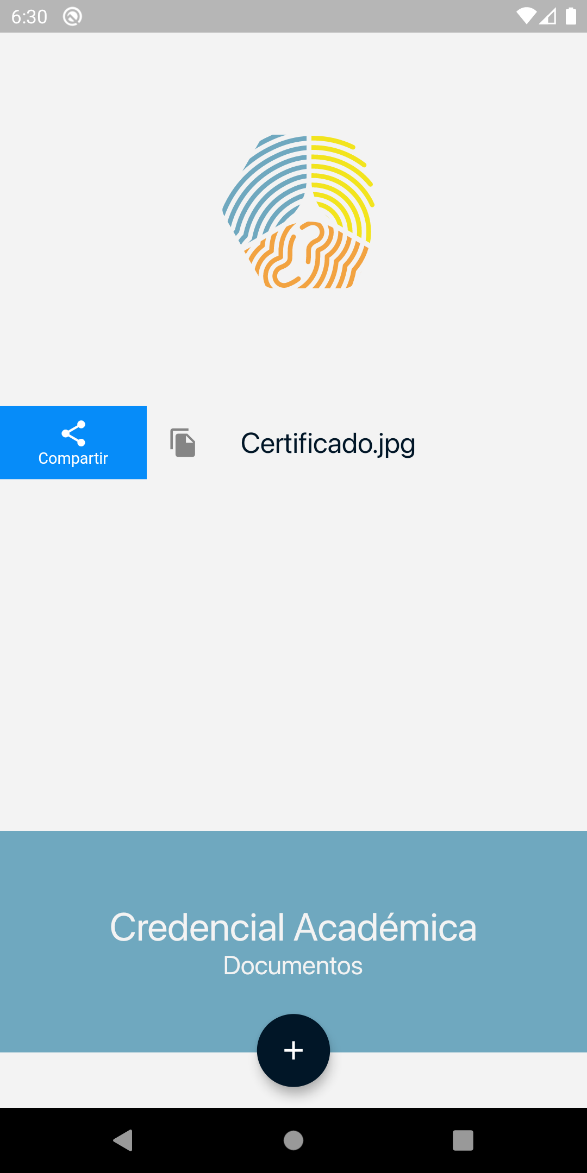 6:30
Compartir
Certificado.jpg
Credencial Académica
Documentos